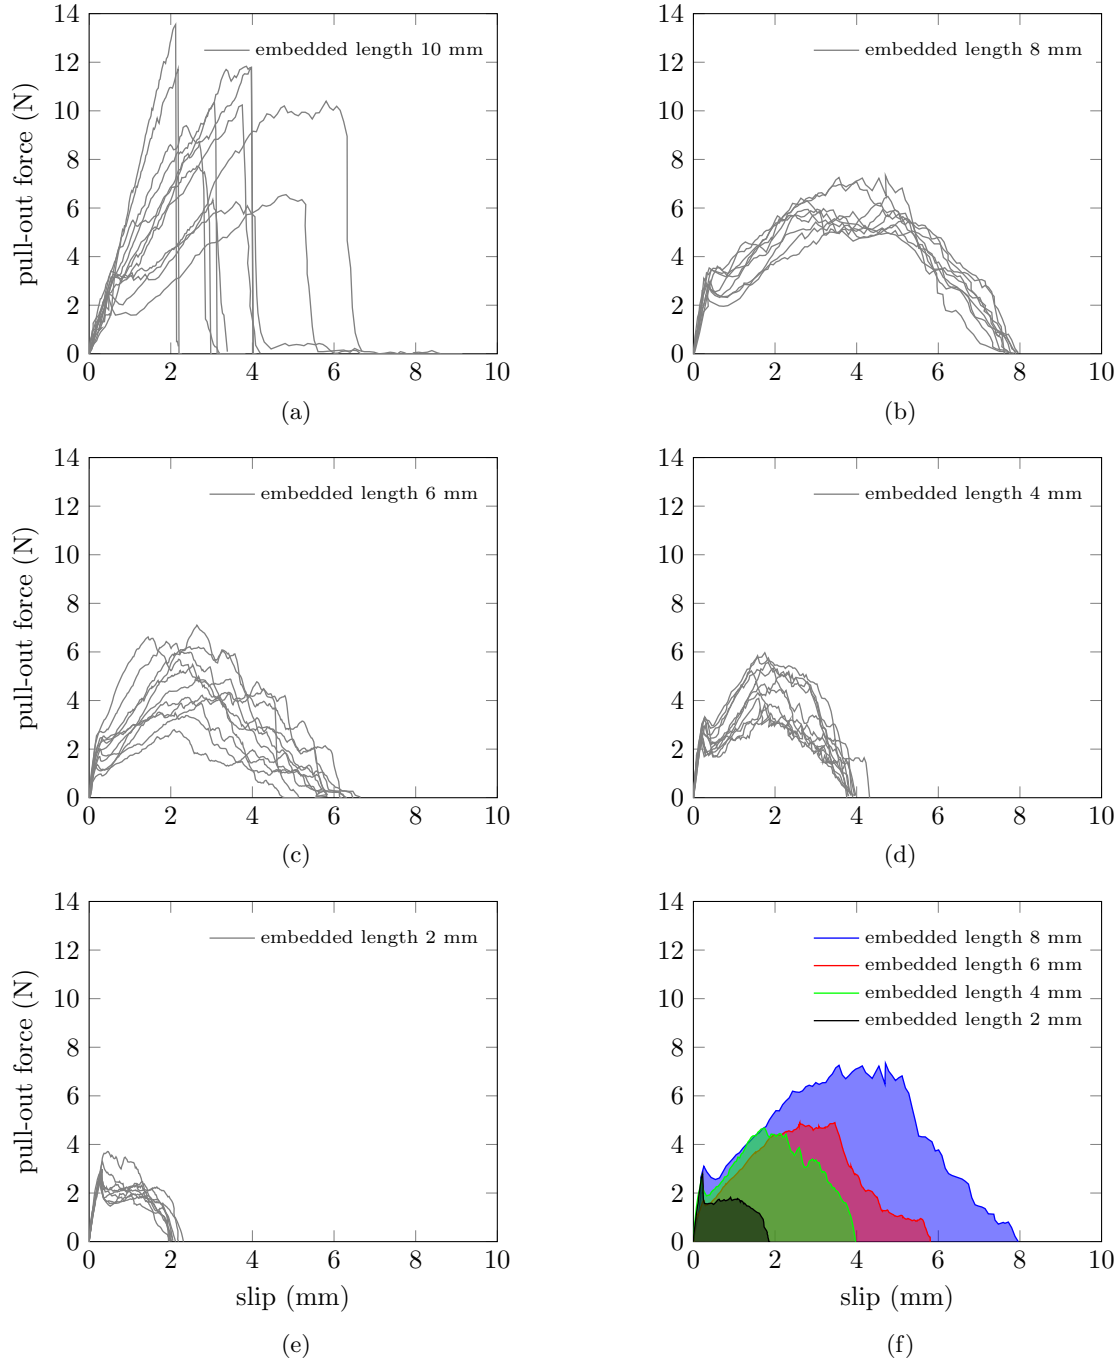 14
12
10
8
6
4
2
0
pull-out force (N)
embedded length 10 mm
0 2 4 6 8 10
(a)
14
12
10
8
6
4
2
0
embedded length 8 mm
0 2 4 6 8 10
(b)
14
12
10
8
6
4
2
0
pull-out force (N)
embedded length 6 mm
0 2 4 6 8 10
(c)
14
12
10
8
6
4
2
0
embedded length 4 mm
0 2 4 6 8 10
(d)
14
12
10
8
6
4
2
0
pull-out force (N)
embedded length 2 mm
0 2 4 6 8 10
slip (mm)
(e)
14
12
10
8
6
4
2
0
embedded length 8 mm
embedded length 6 mm
embedded length 4 mm
embedded length 2 mm
0 2 4 6 8 10
slip (mm)
(f)